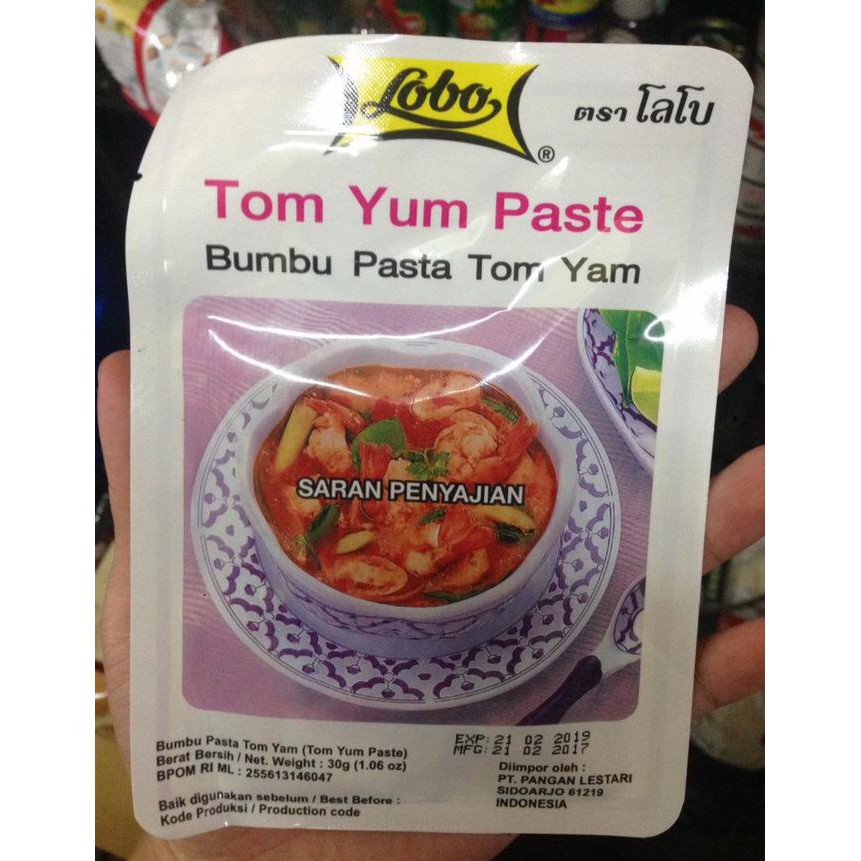 Lobo
®
ตรา โลโบ
Tom Yum Paste
Bumbu Pasta Tom Yam
SARAN PENYAJIAN
Bumbu Pasta Tom Yam (Tom Yum Paste)
Berat Bersih / Net. Weight : 30g (1.06 oz)
BPOM RI ML : 255613146047
Baik digunakan sebelum / Best Before :
Kode Produksi / Production code
EXP: 21 02 2019
MFG: 21 02 2017
Diimpor oleh :
PT. PANGAN LESTARI
SIDOARJO 61219
INDONESIA